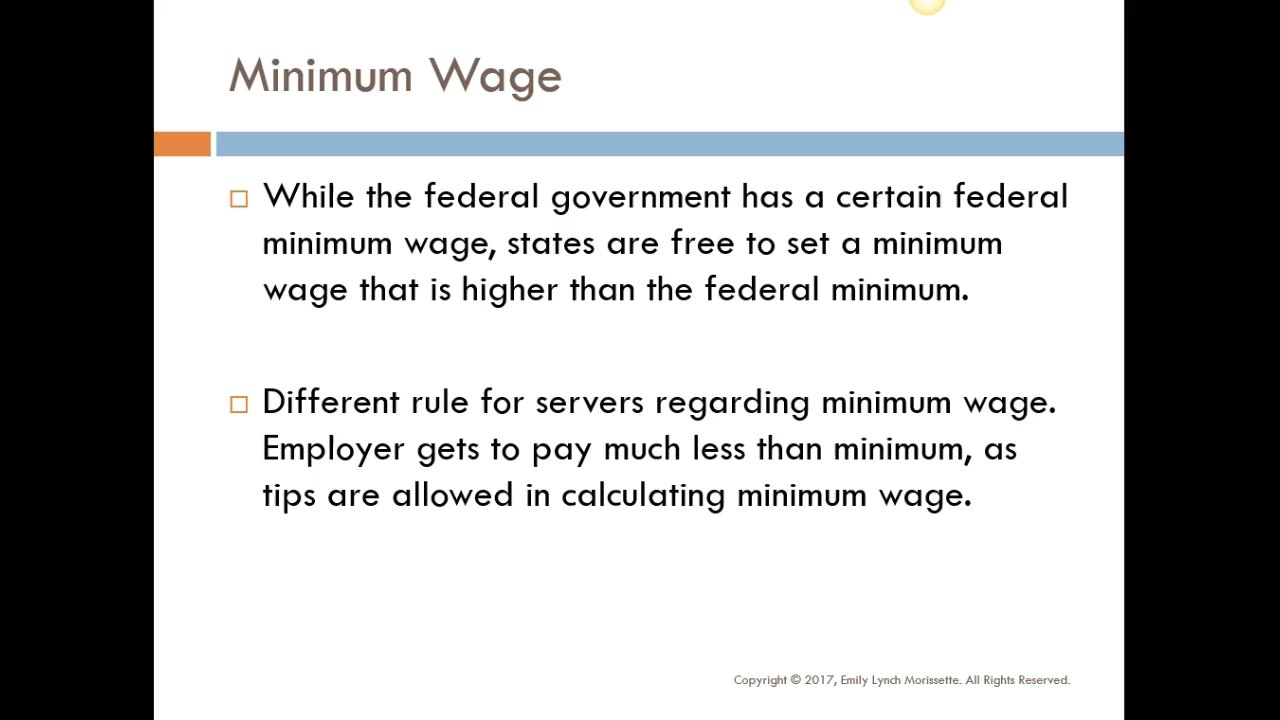 Minimum Wage
While the federal government has a certain federal
minimum wage, states are free to set a minimum
wage that is higher than the federal minimum.
Different rule for servers regarding minimum wage.
Employer gets to pay much less than minimum, as
tips are allowed in calculating minimum wage.
Copyright © 2017, Emily Lynch Morissette. All Rights Reserved.